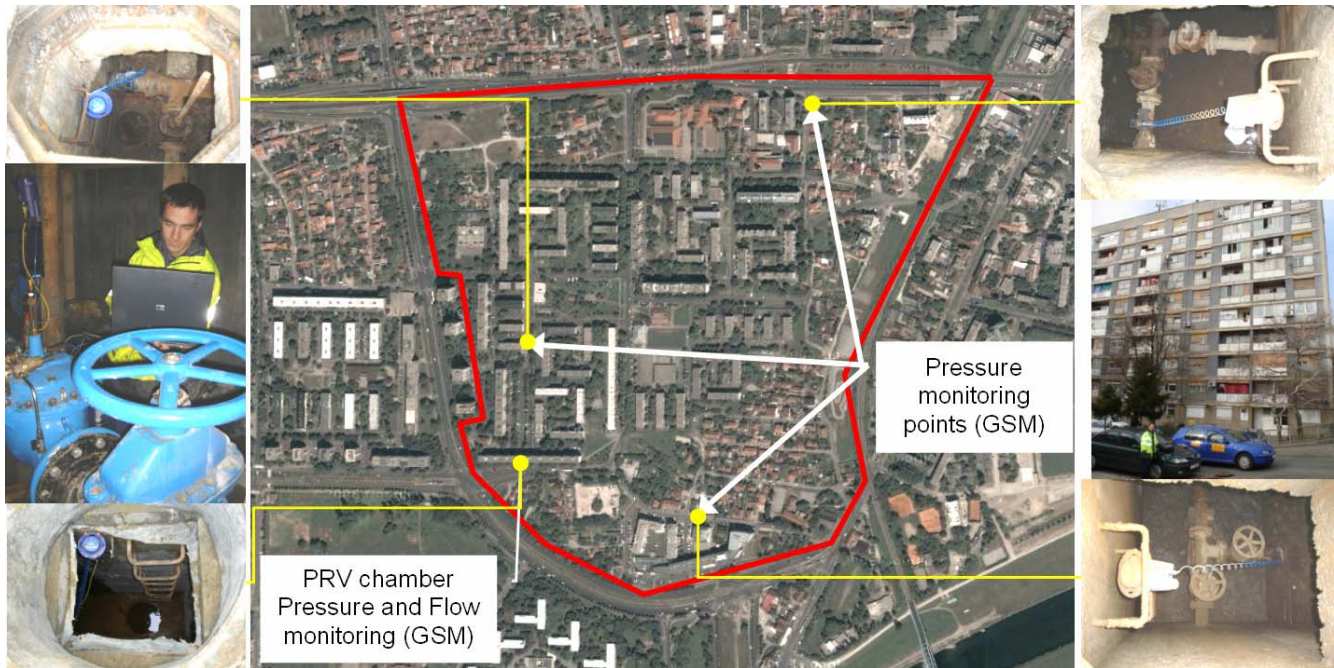 Pressure
monitoring
points (GSM)
PRV chamber
Pressure and Flow
monitoring (GSM)